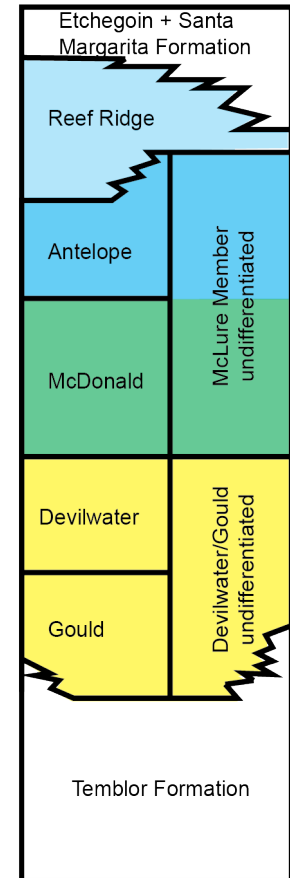 Etchegoin + Santa
Margarita Formation
Reef Ridge
Antelope
McLure Member
undifferentiated
McDonald
Devilwater
Devilwater/Gould
undifferentiated
Gould
Temblor Formation